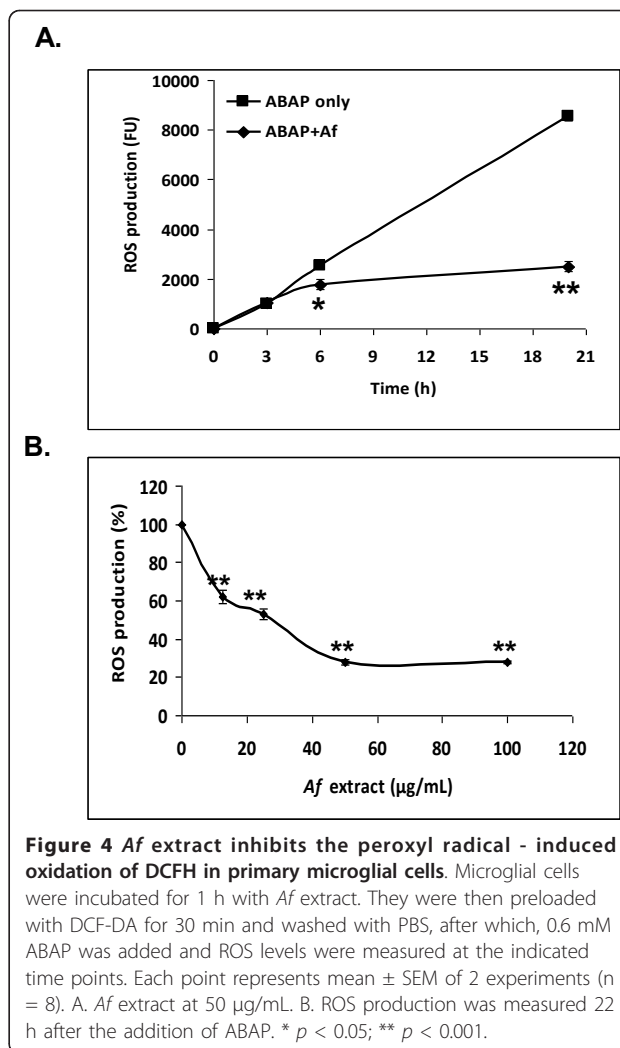 A.
10000
8000
6000
4000
2000
0
ROS production (FU)
ABAP only
ABAP+Af
*
**
0 3 6 9 12 15 18 21
Time (h)
B.
120
100
80
60
40
20
0
ROS production (%)
**
**
**
**
0 20 40 60 80 100 120
Af extract (µg/mL)
Figure 4 Af extract inhibits the peroxyl radical - induced
oxidation of DCFH in primary microglial cells. Microglial cells
were incubated for 1 h with Af extract. They were then preloaded
with DCF-DA for 30 min and washed with PBS, after which, 0.6 mM
ABAP was added and ROS levels were measured at the indicated
time points. Each point represents mean ± SEM of 2 experiments (n
= 8). A. Af extract at 50 µg/mL. B. ROS production was measured 22
h after the addition of ABAP. * p < 0.05; ** p < 0.001.